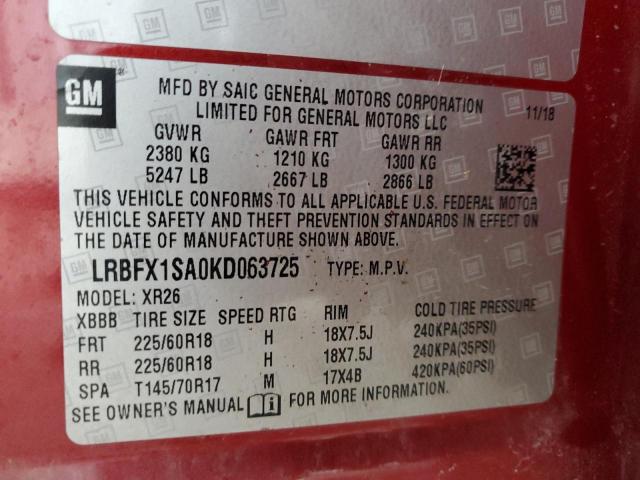 GM
MFD BY SAIC GENERAL MOTORS CORPORATION
LIMITED FOR GENERAL MOTORS LLC
11/18
GVWR GAWR FRT GAWR RR
2380 KG 1210 KG 1300 KG
5247 LB 2667 LB 2866 LB
THIS VEHICLE CONFORMS TO ALL APPLICABLE U.S. FEDERAL MOTOR
VEHICLE SAFETY AND THEFT PREVENTION STANDARDS IN EFFECT ON
THE DATE OF MANUFACTURE SHOWN ABOVE.
LRBFX1SA0KD063725 TYPE: M.P.V.
MODEL: XR26
XBBB TIRE SIZE SPEED RTG RIM COLD TIRE PRESSURE
FRT 225/60R18 H 18X7.5J 240KPA(35PSI)
RR 225/60R18 H 18X7.5J 240KPA(35PSI)
SPA T145/70R17 M 17X4B 420KPA(60PSI)
SEE OWNER'S MANUAL FOR MORE INFORMATION.